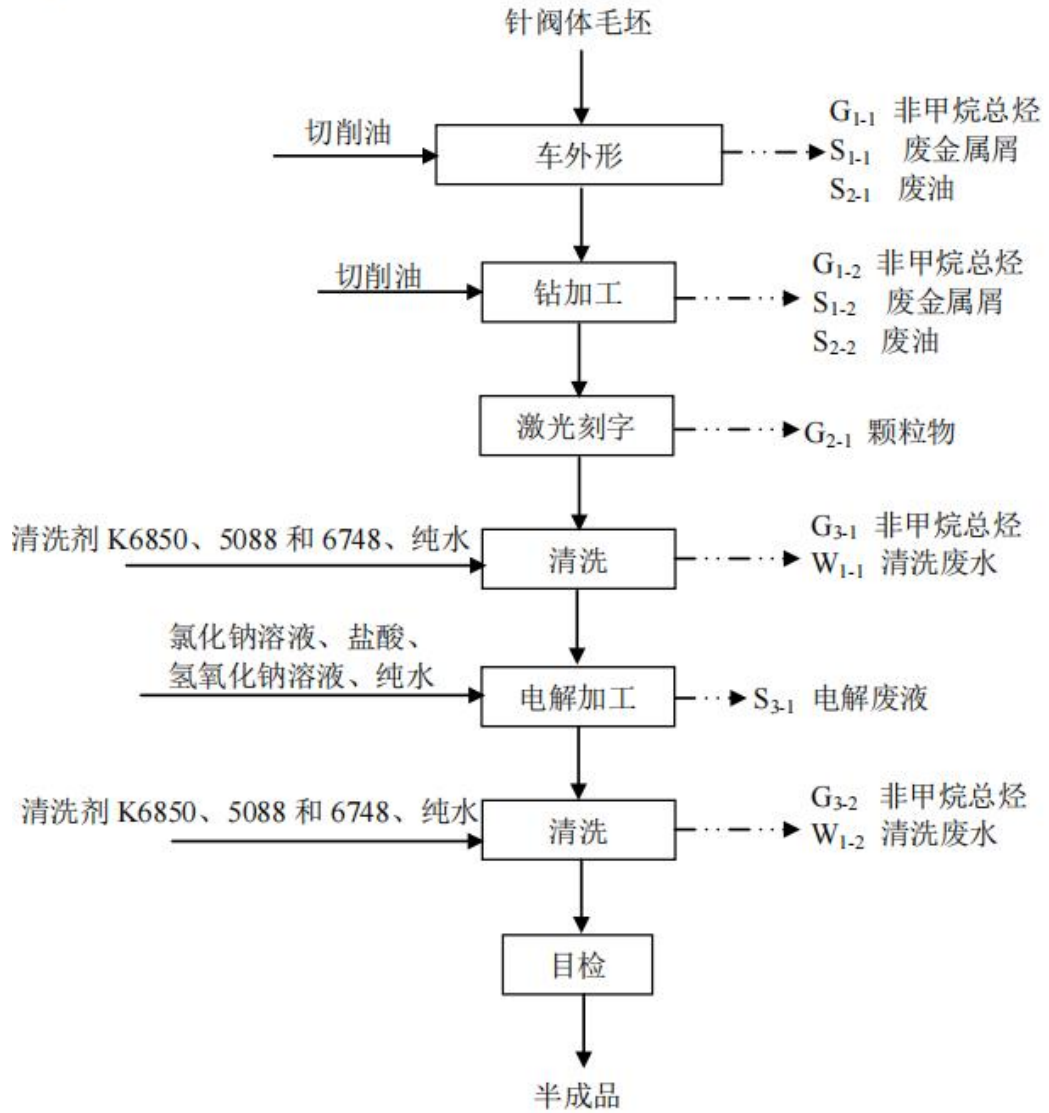 针阀体毛坯
切削油
车外形
G1-1 非甲烷总烃
S1-1 废金属屑
S2-1 废油
切削油
钻加工
G1-2 非甲烷总烃
S1-2 废金属屑
S2-2 废油
激光刻字
G2-1 颗粒物
清洗剂 K6850、5088 和 6748、纯水
清洗
G3-1 非甲烷总烃
W1-1 清洗废水
氯化钠溶液、盐酸、
氢氧化钠溶液、纯水
电解加工
S3-1 电解废液
清洗剂 K6850、5088 和 6748、纯水
清洗
G3-2 非甲烷总烃
W1-2 清洗废水
目检
半成品